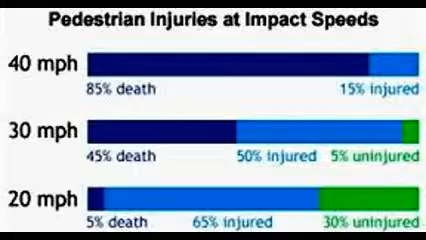 Pedestrian Injuries at Impact Speeds
40 mph
85% death 15% injured
30 mph
45% death 50% injured 5% uninjured
20 mph
5% death 65% injured 30% uninjured